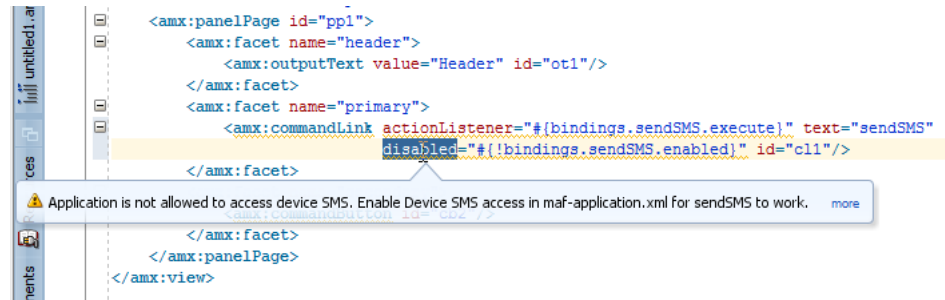 <amx:panelPage id="pp1">
<amx:facet name="header">
<amx:outputText value="Header" id="ot1"/>
</amx:facet>
<amx:facet name="primary">
<amx:commandLink actionListener="#{bindings.sendSMS.execute}" text="sendSMS"
disabled="#{!bindings.sendSMS.enabled}" id="cl1"/>
</amx:facet>
Application is not allowed to access device SMS. Enable Device SMS access in maf-application.xml for sendSMS to work. more
<amx:commandButton id="cb2"/>
</amx:facet>
</amx:panelPage>
</amx:view>
untitled1.a